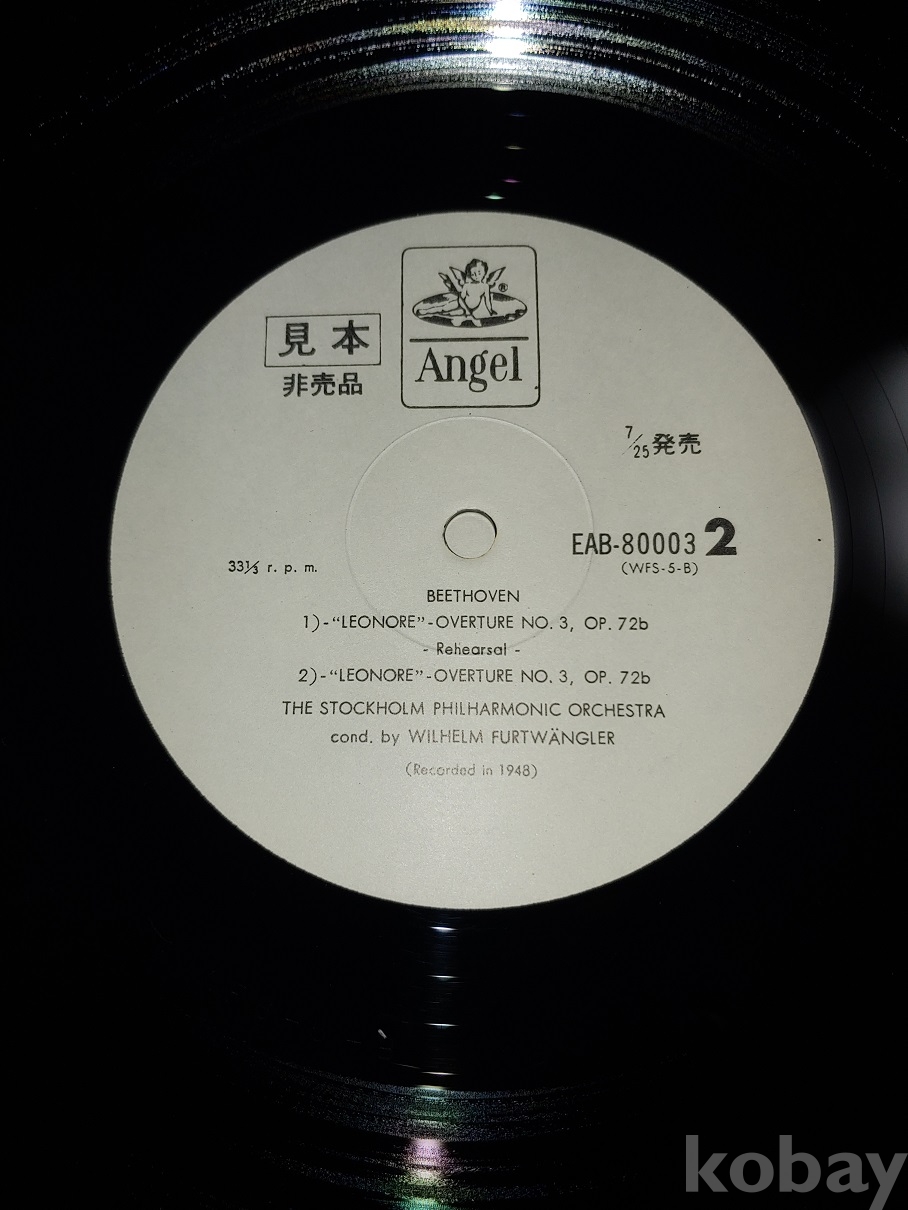 見本
非売品
®
Angel
7/25発売
EAB-80003 2
(WFS-5-B)
33⅓ r. p. m.
BEETHOVEN
1)-“LEONORE”-OVERTURE NO. 3, OP. 72b
- Rehearsal -
2)-“LEONORE”-OVERTURE NO. 3, OP. 72b
THE STOCKHOLM PHILHARMONIC ORCHESTRA
cond. by WILHELM FURTWÄNGLER
(Recorded in 1948)
kobay